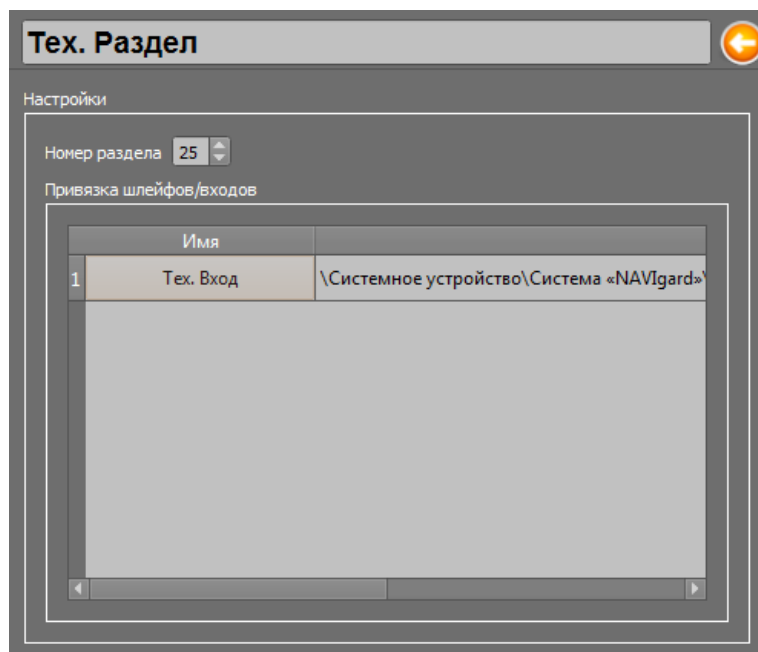 Тех. Раздел
Настройки
Номер раздела 25
Привязка шлейфов/входов
Имя
1 Тех. Вход \Системное устройство\Система «NAVIgard»\